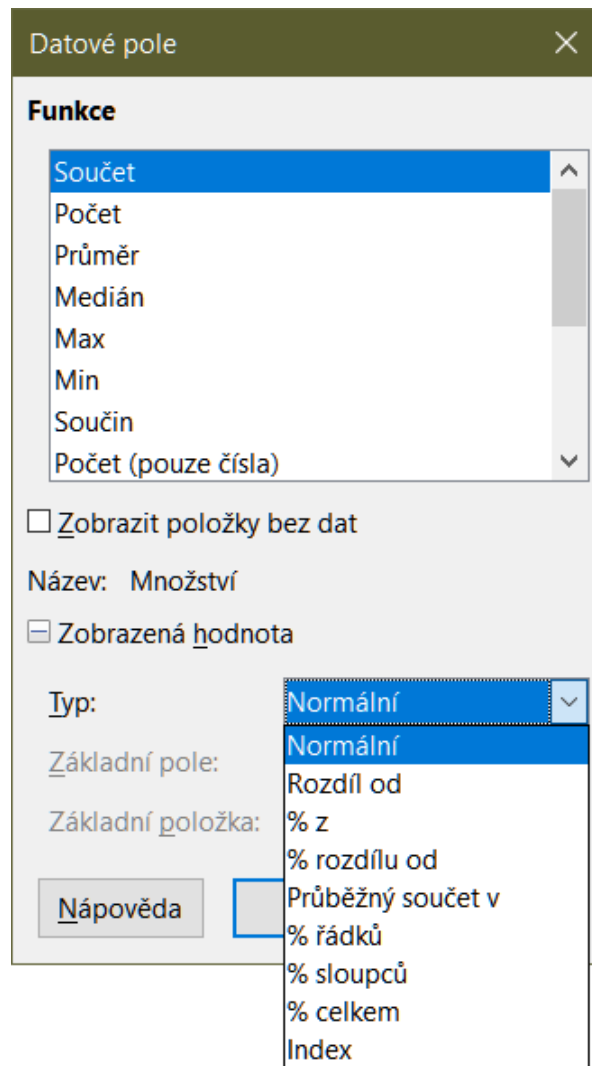 Datové pole
Funkce
Součet
Počet
Průměr
Medián
Max
Min
Součin
Počet (pouze čísla)
Zobrazit položky bez dat
Název: Množství
Zobrazená hodnota
Typ: Normální
Normální
Základní pole:
Rozdíl od
% z
Základní položka:
% rozdílu od
Průběžný součet v
Nápověda
% řádků
% sloupců
% celkem
Index